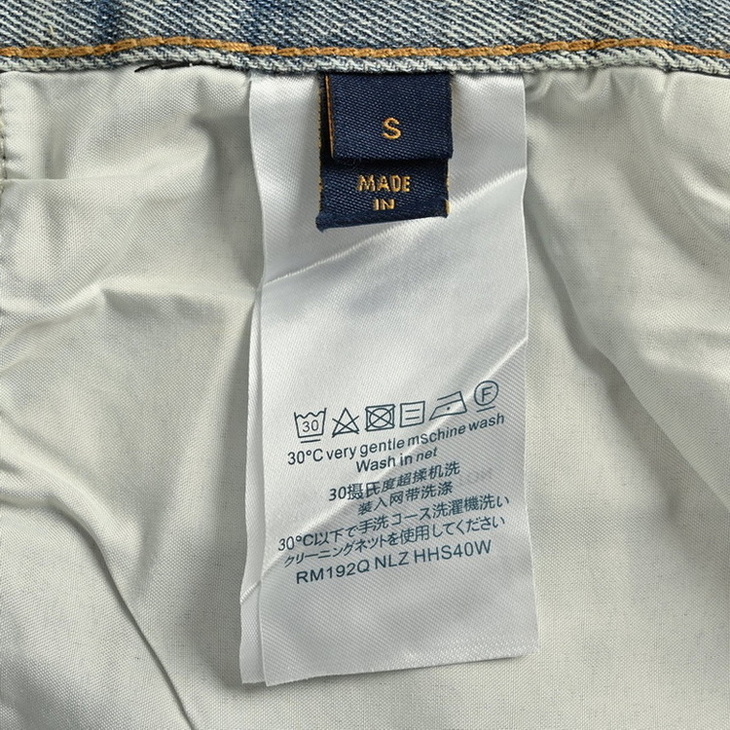 S
MADE
IN
30
F
30°C very gentle mschine wash
Wash in net
30摄氏度超揉机洗
装入网带洗涤
30°C以下で手洗コース洗濯機洗い
クリーニングネットを使用してください
RM192Q NLZ HHS40W